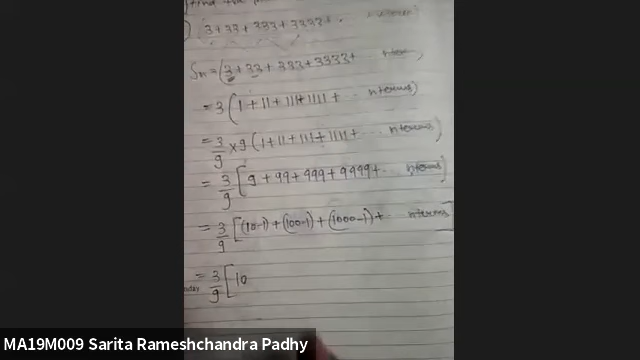 3+33+333+3333+ . . n terms
Sn = (3+33+333+3333+ ...
= 3 (1+11+111+1111+ ... n terms)
= 3/9 × 9 (1+11+111+1111+ ... n terms)
= 3/9 [9+99+999+9999+ ... n terms]
= 3/9 [(10-1)+(100-1)+(1000-1)+ ... n terms]
= 3/9 [10
MA19M009 Sarita Rameshchandra Padhy